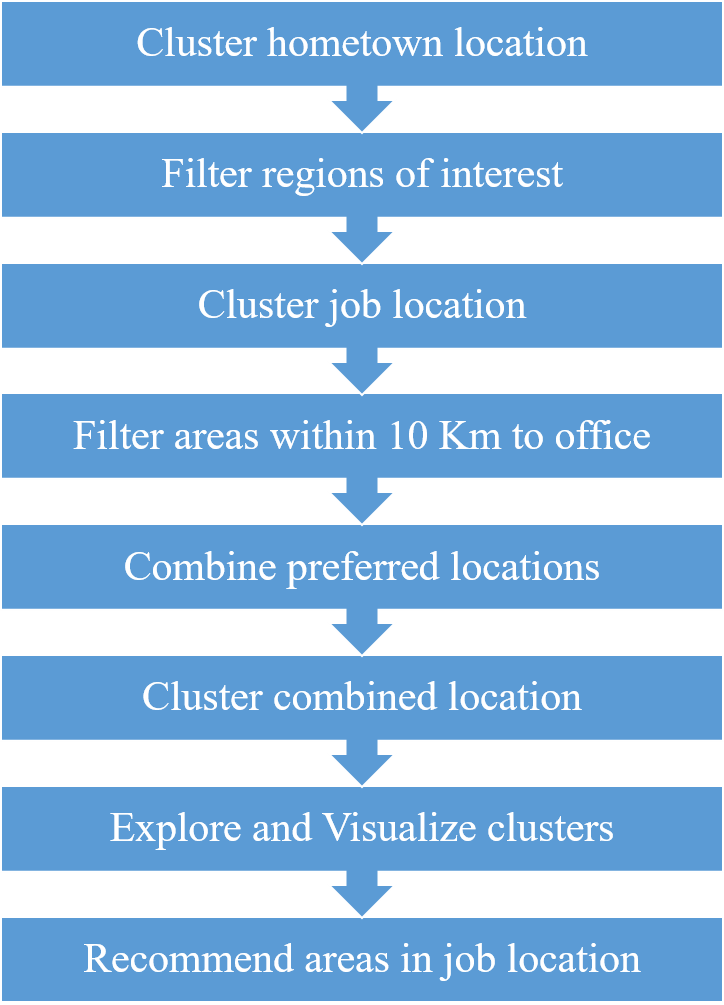 Cluster hometown location
Filter regions of interest
Cluster job location
Filter areas within 10 Km to office
Combine preferred locations
Cluster combined location
Explore and Visualize clusters
Recommend areas in job location